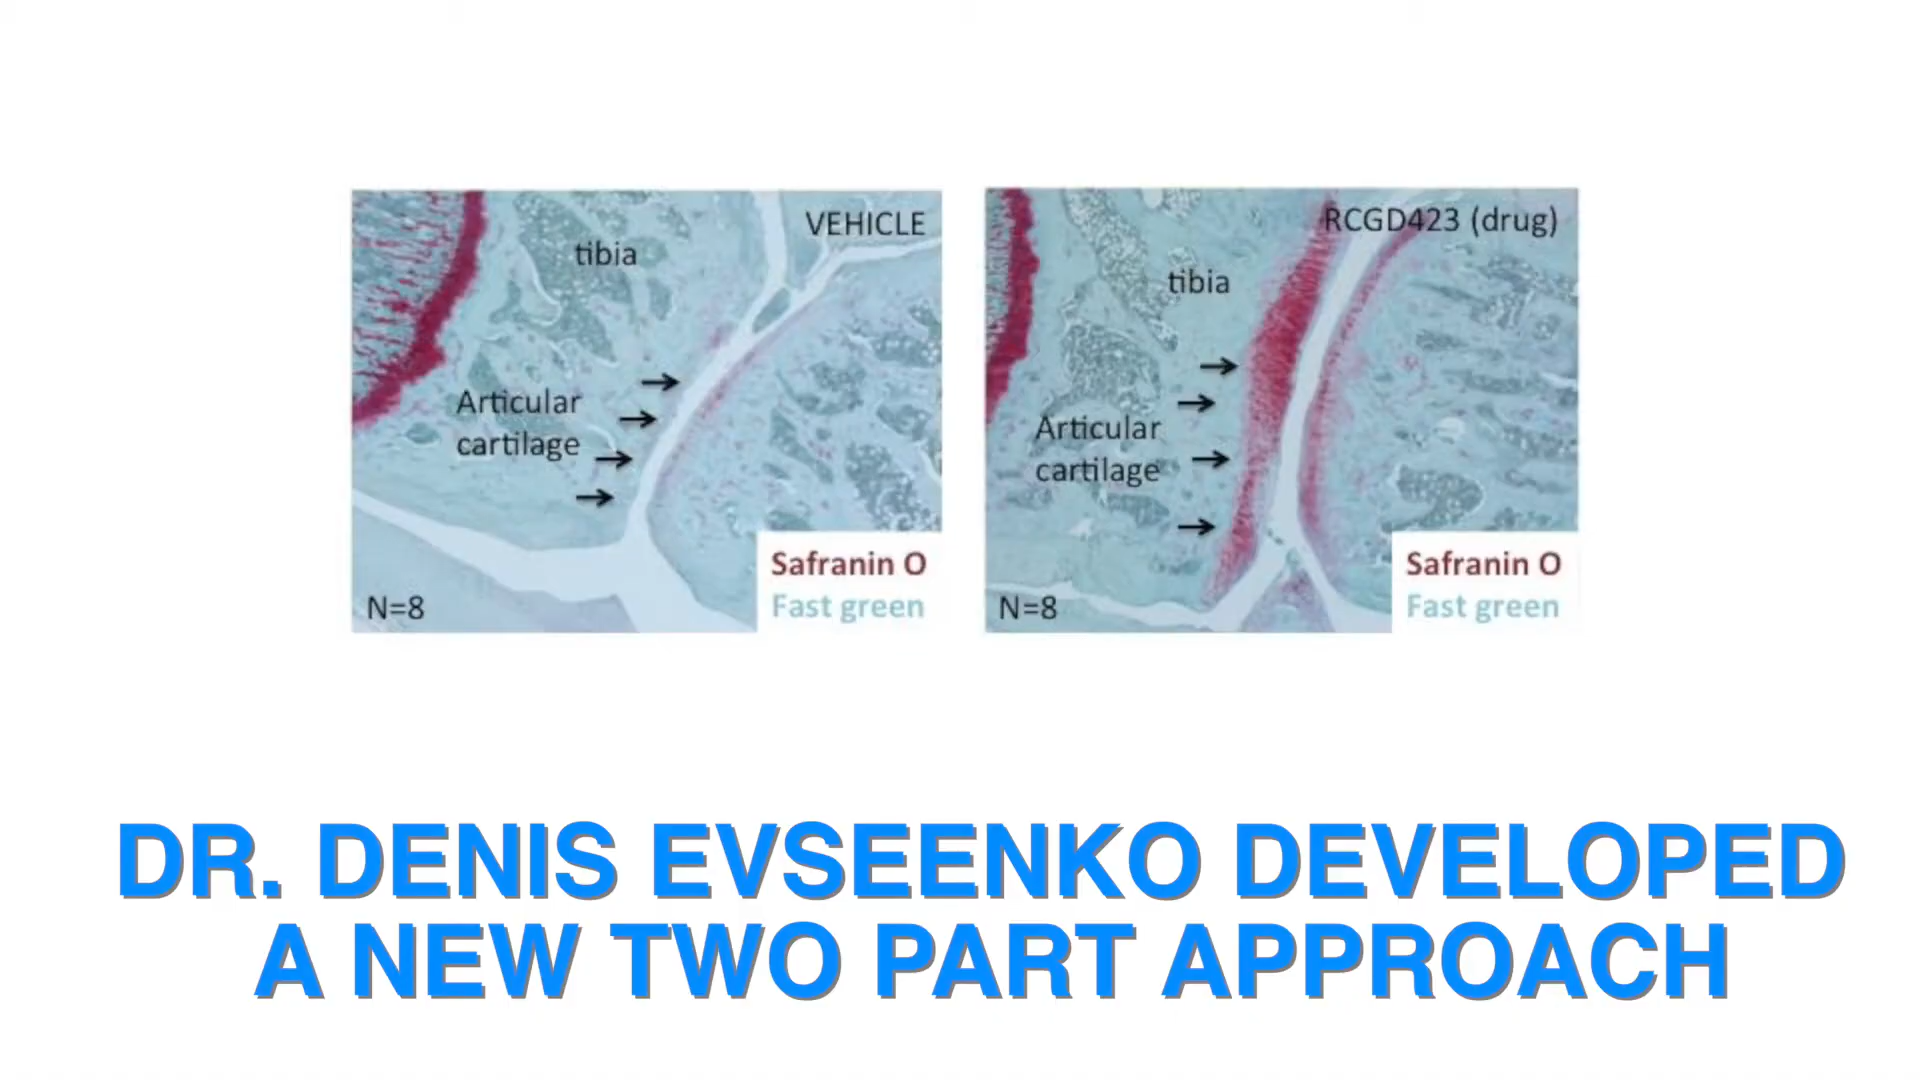 VEHICLE
tibia
Articular
cartilage
N=8
Safranin O
Fast green
RCGD423 (drug)
tibia
Articular
cartilage
N=8
Safranin O
Fast green
DR. DENIS EVSEENKO DEVELOPED
A NEW TWO PART APPROACH